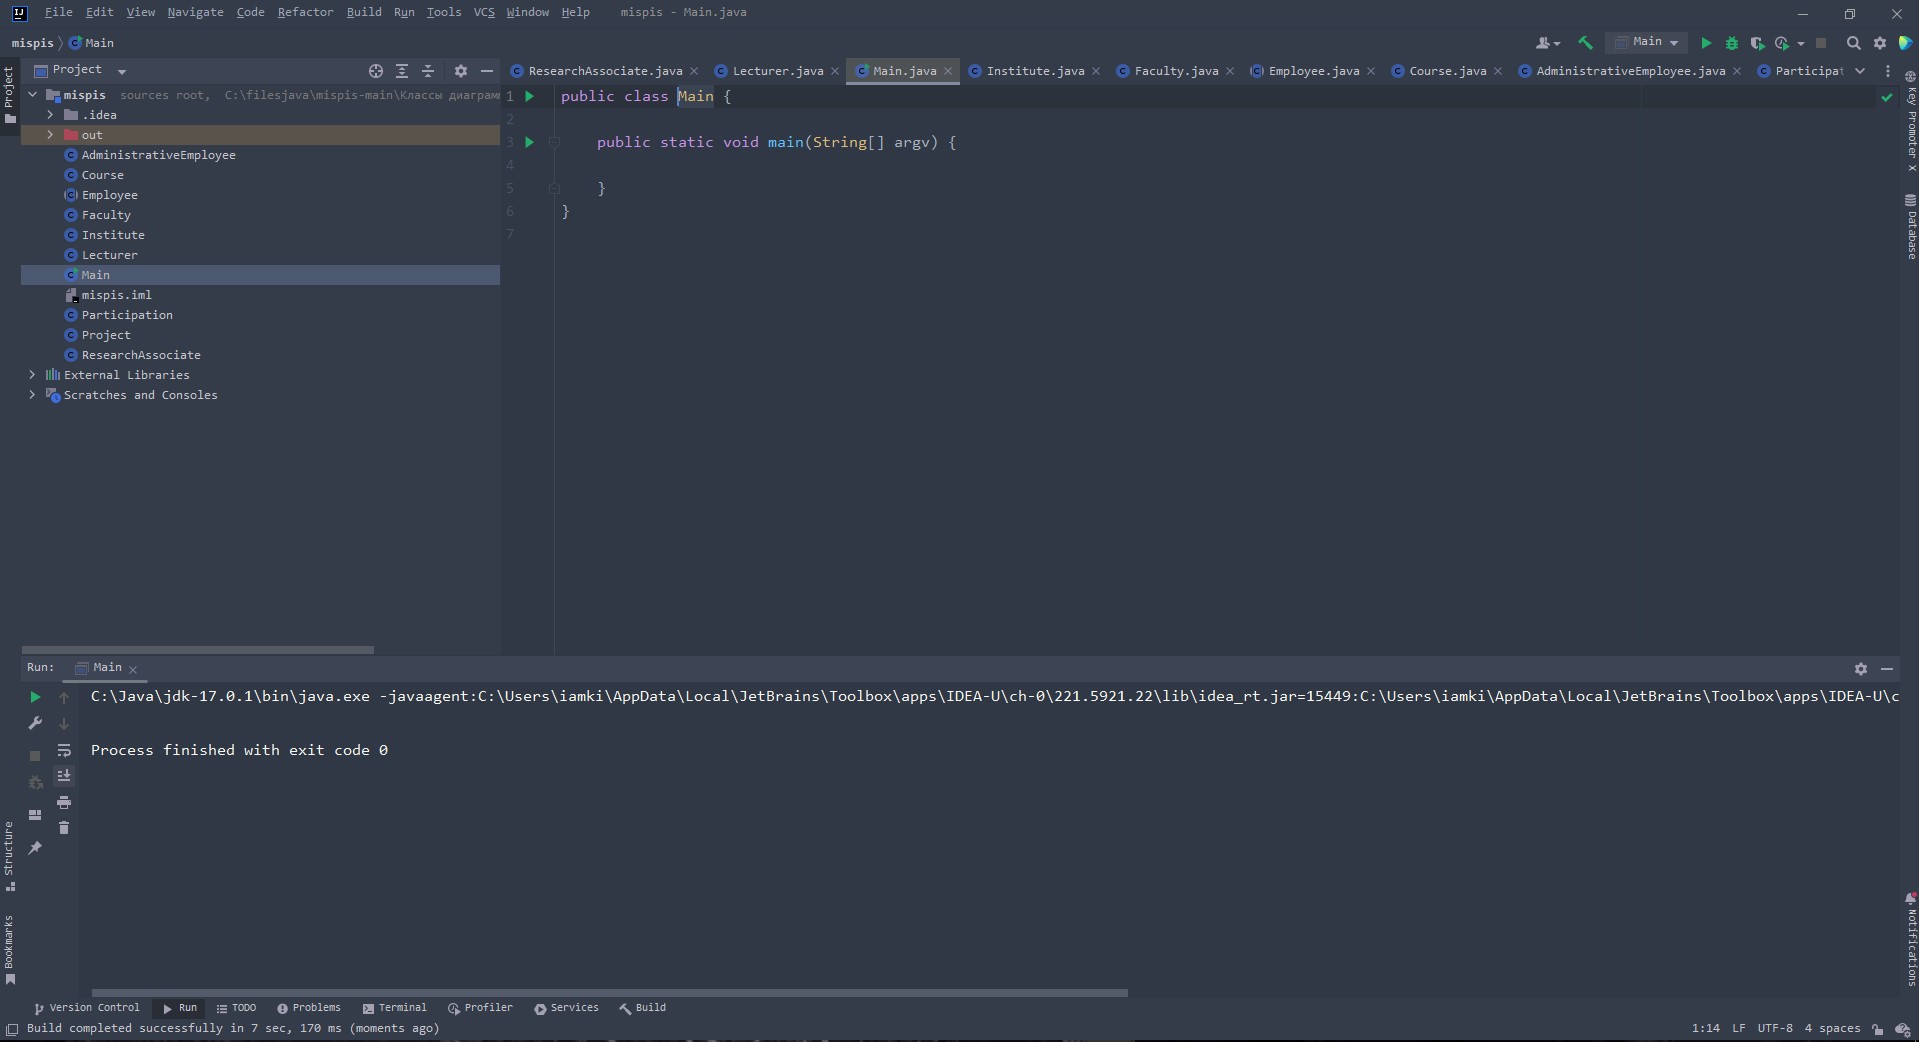 File Edit View Navigate Code Refactor Build Run Tools VCS Window Help mispis - Main.java
mispis Main
Main
Project
ResearchAssociate.java Lecturer.java Main.java Institute.java Faculty.java Employee.java Course.java AdministrativeEmployee.java Participat
Project
mispis sources root, C:\filesjava\mispis-main\Классы диаграмм
.idea
out
AdministrativeEmployee
Course
Employee
Faculty
Institute
Lecturer
Main
mispis.iml
Participation
Project
ResearchAssociate
External Libraries
Scratches and Consoles
1 public class Main {
2
3 public static void main(String[] argv) {
4
5 }
6 }
7
Key Promoter X
Database
Run: Main
C:\Java\jdk-17.0.1\bin\java.exe -javaagent:C:\Users\iamki\AppData\Local\JetBrains\Toolbox\apps\IDEA-U\ch-0\221.5921.22\lib\idea_rt.jar=15449:C:\Users\iamki\AppData\Local\JetBrains\Toolbox\apps\IDEA-U\c
Process finished with exit code 0
Structure
Bookmarks
Notifications
Version Control Run TODO Problems Terminal Profiler Services Build
Build completed successfully in 7 sec, 170 ms (moments ago)
1:14 LF UTF-8 4 spaces